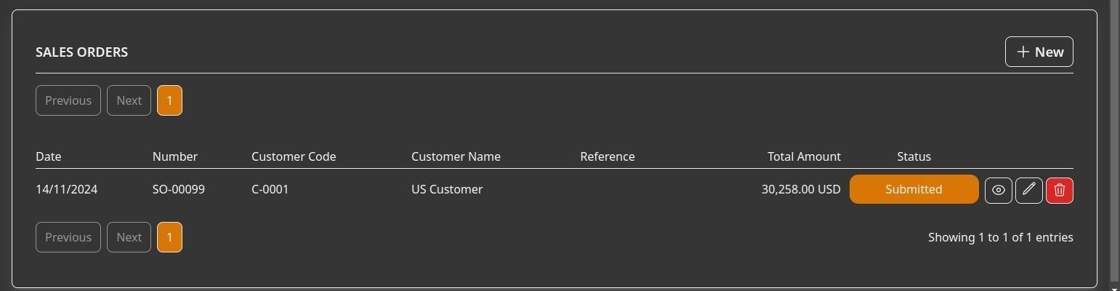 SALES ORDERS
New
Previous Next 1
Date Number Customer Code Customer Name Reference Total Amount Status
14/11/2024 SO-00099 C-0001 US Customer 30,258.00 USD Submitted
Previous Next 1 Showing 1 to 1 of 1 entries